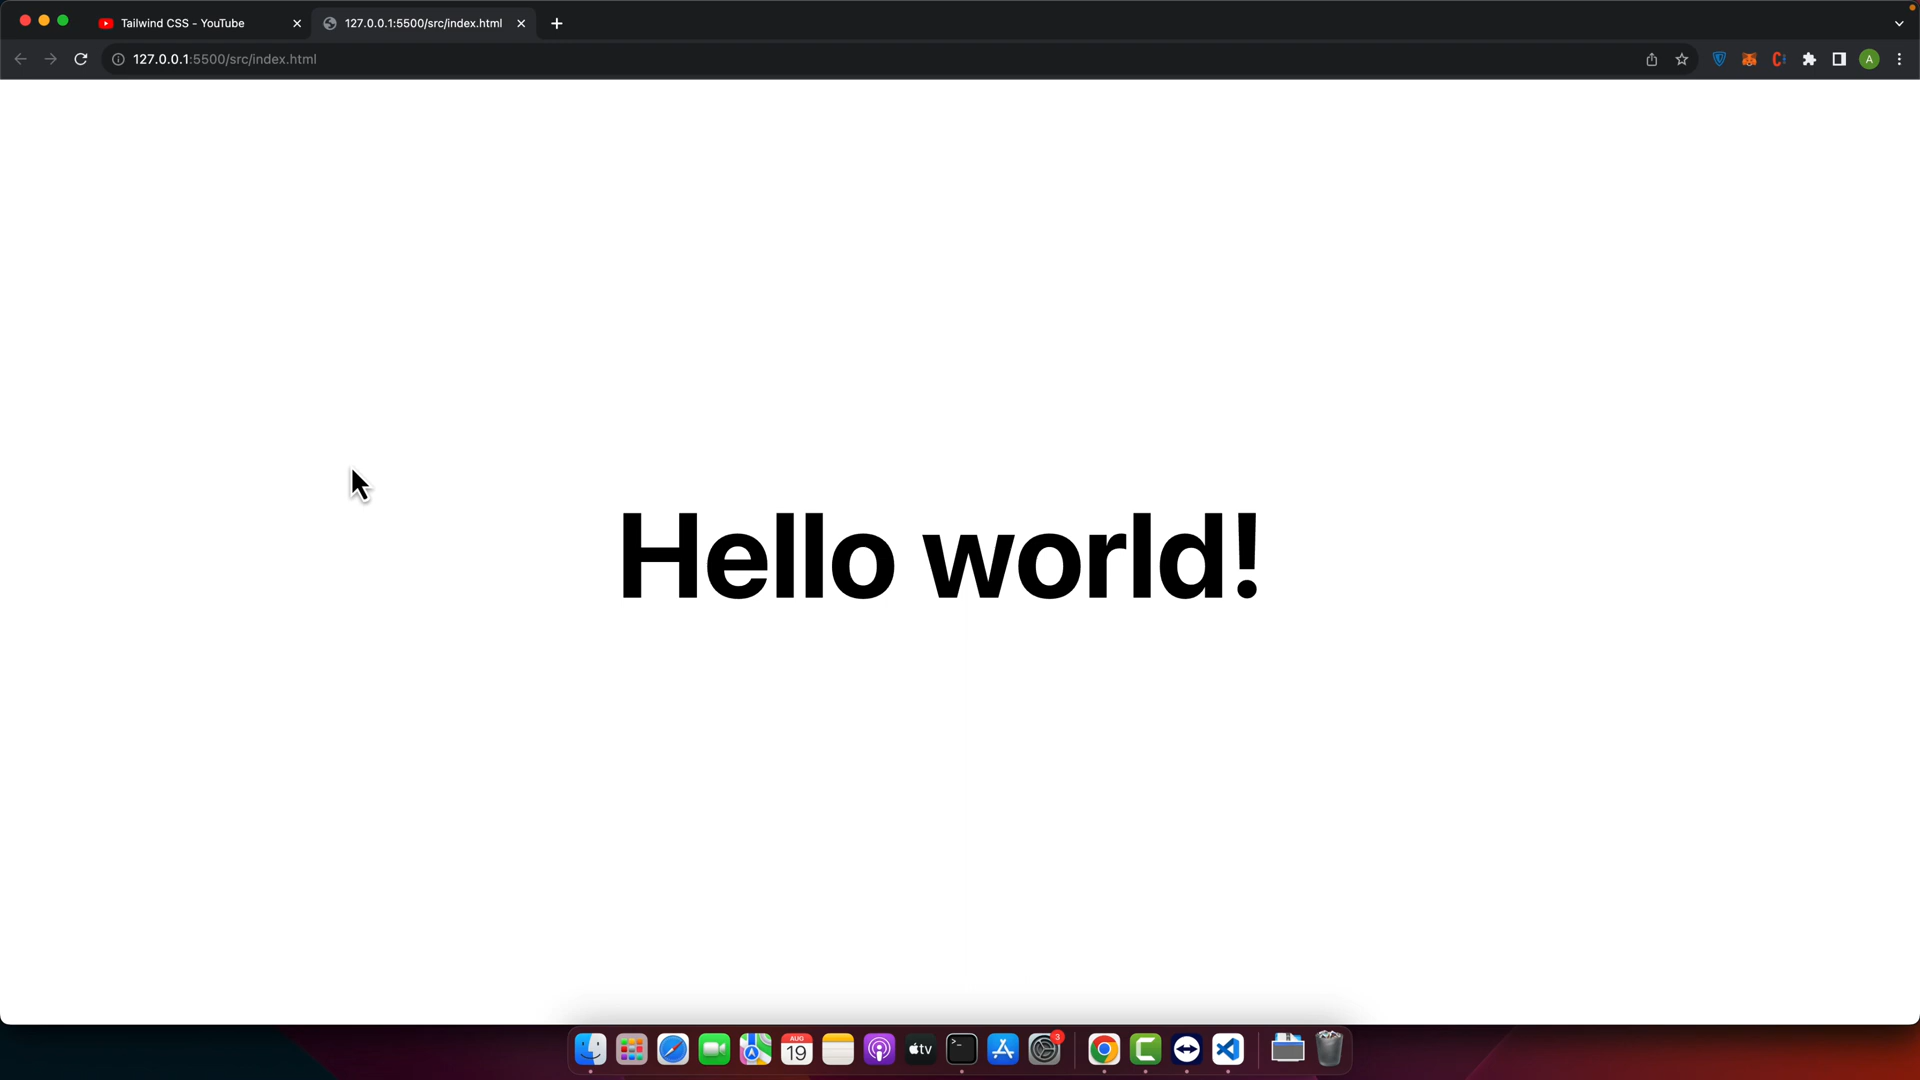 Tailwind CSS - YouTube
127.0.0.1:5500/src/index.html
127.0.0.1:5500/src/index.html
A
Hello world!
AUG
19
tv
>_
3
C